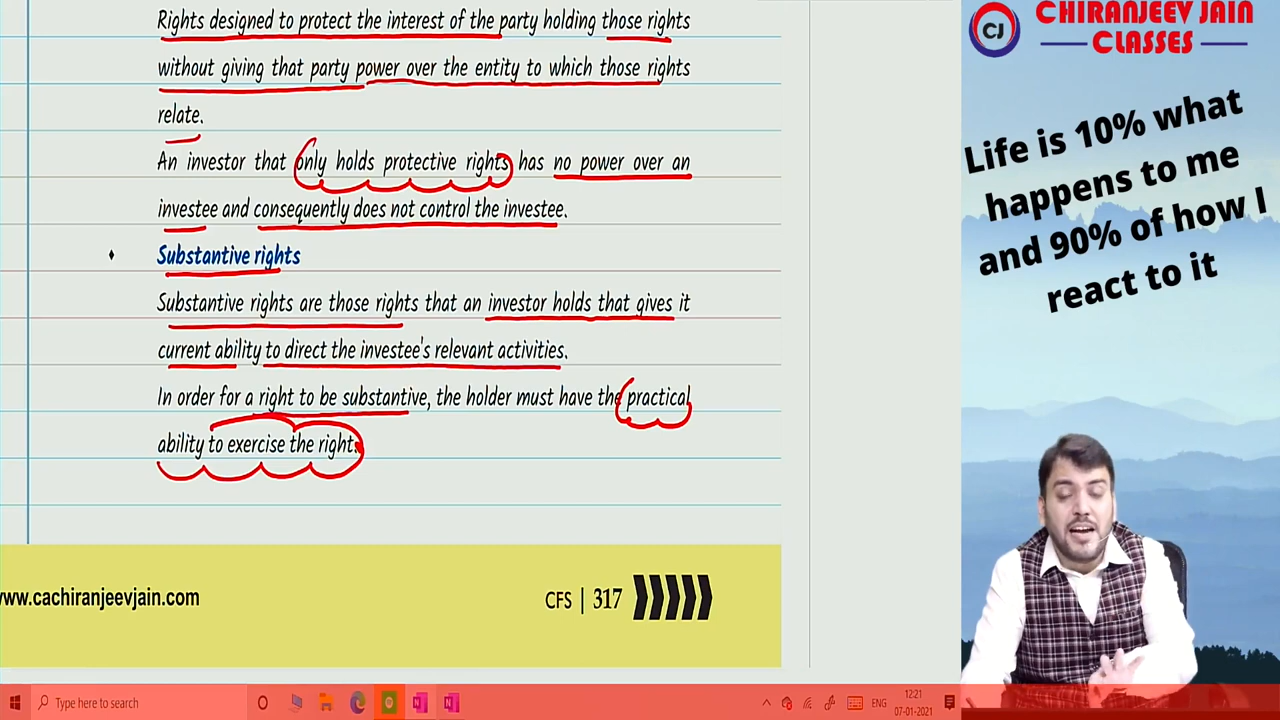 Rights designed to protect the interest of the party holding those rights
without giving that party power over the entity to which those rights
relate.
An investor that only holds protective rights has no power over an
investee and consequently does not control the investee.
Substantive rights
Substantive rights are those rights that an investor holds that gives it
current ability to direct the investee's relevant activities.
In order for a right to be substantive, the holder must have the practical
ability to exercise the right.
www.cachiranjeevjain.com
CFS | 317
CJ
CHIRANJEEV JAIN
CLASSES
Life is 10% what
happens to me
and 90% of how I
react to it
Type here to search
ENG
12:21
07-01-2021